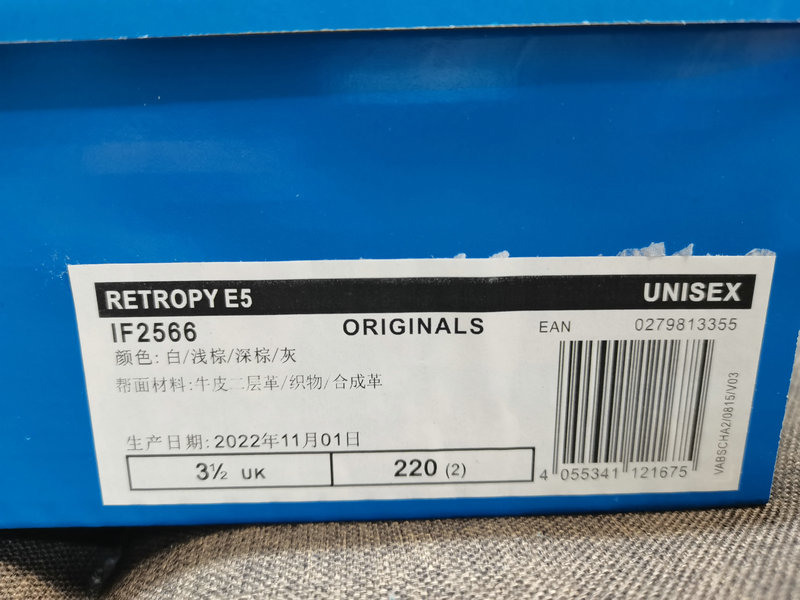 RETROPY E5 UNISEX
IF2566 ORIGINALS EAN 0279813355
颜色: 白/浅棕/深棕/灰
帮面材料: 牛皮二层革/织物/合成革
生产日期: 2022年11月01日
3½ UK 220 (2)
4 055341 121675
VABSCHA2/0815/V03